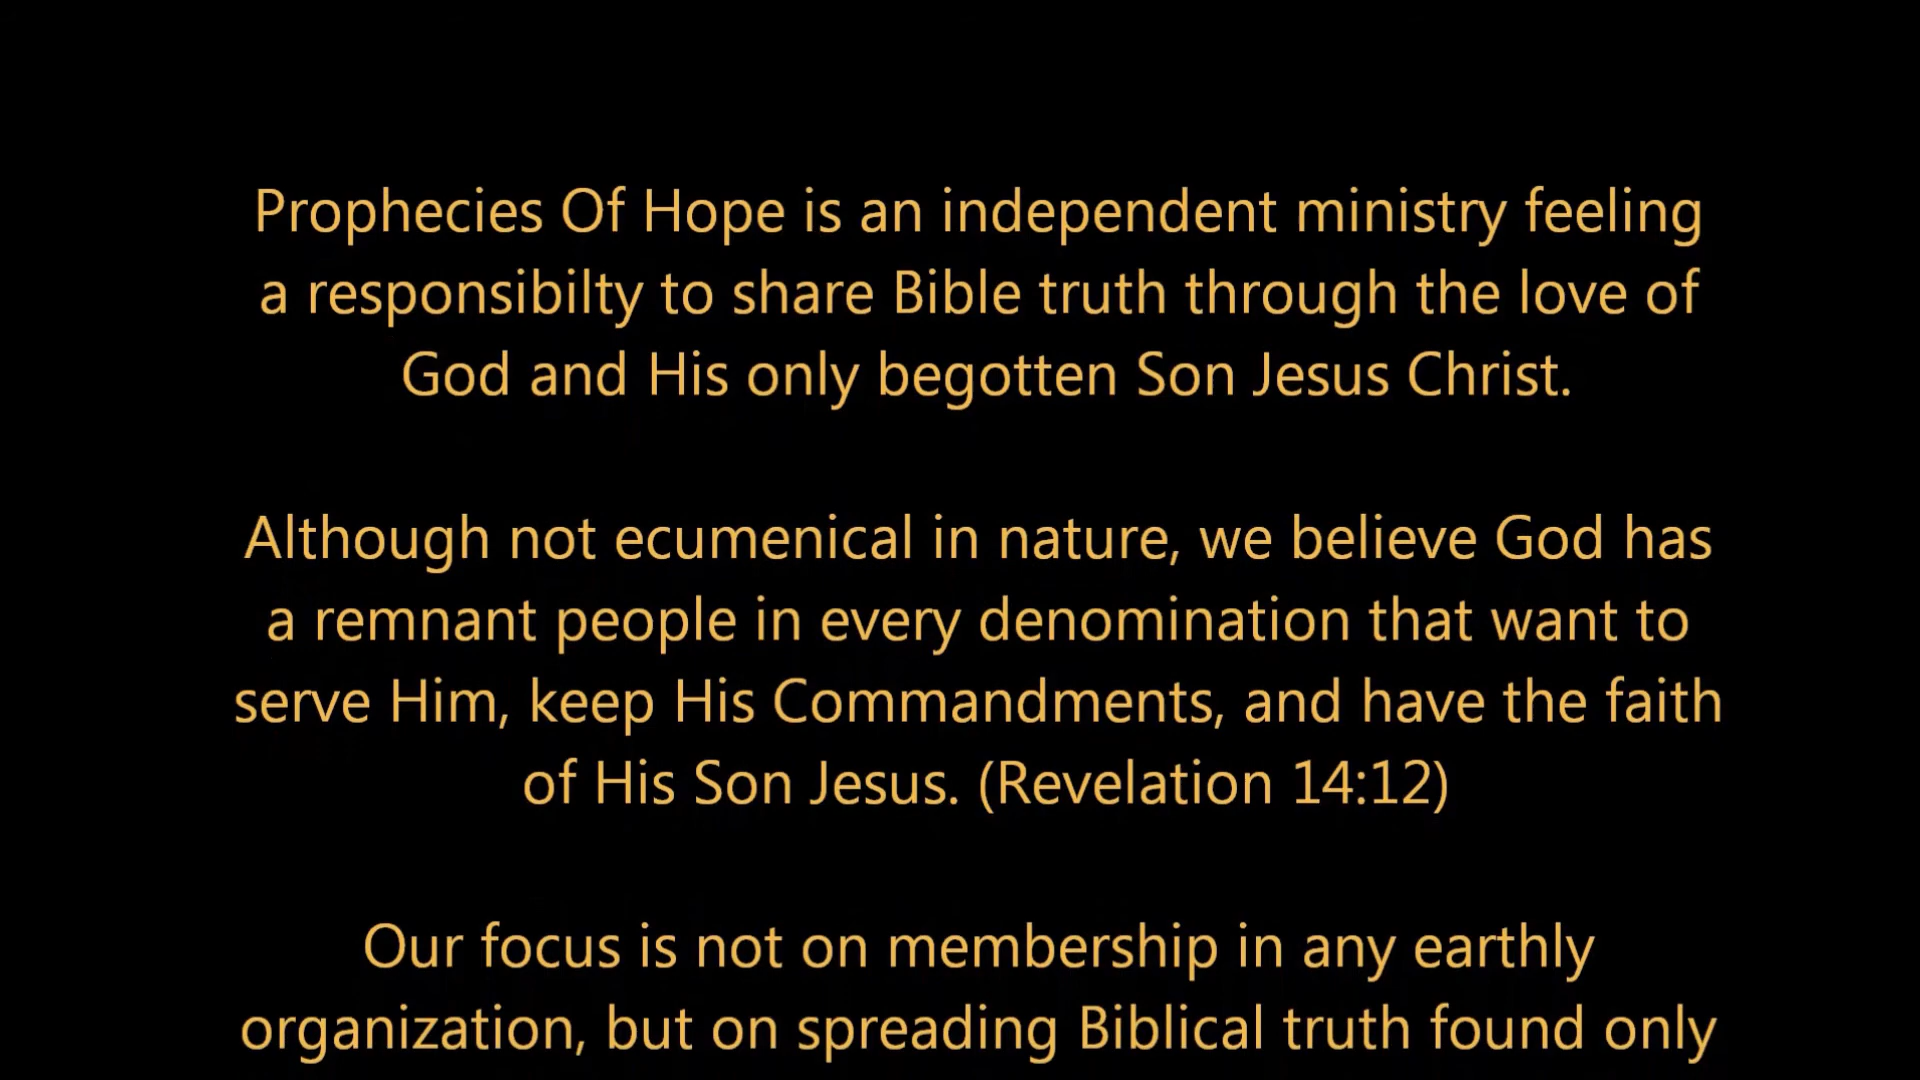 Prophecies Of Hope is an independent ministry feeling
a responsibilty to share Bible truth through the love of
God and His only begotten Son Jesus Christ.
Although not ecumenical in nature, we believe God has
a remnant people in every denomination that want to
serve Him, keep His Commandments, and have the faith
of His Son Jesus. (Revelation 14:12)
Our focus is not on membership in any earthly
organization, but on spreading Biblical truth found only